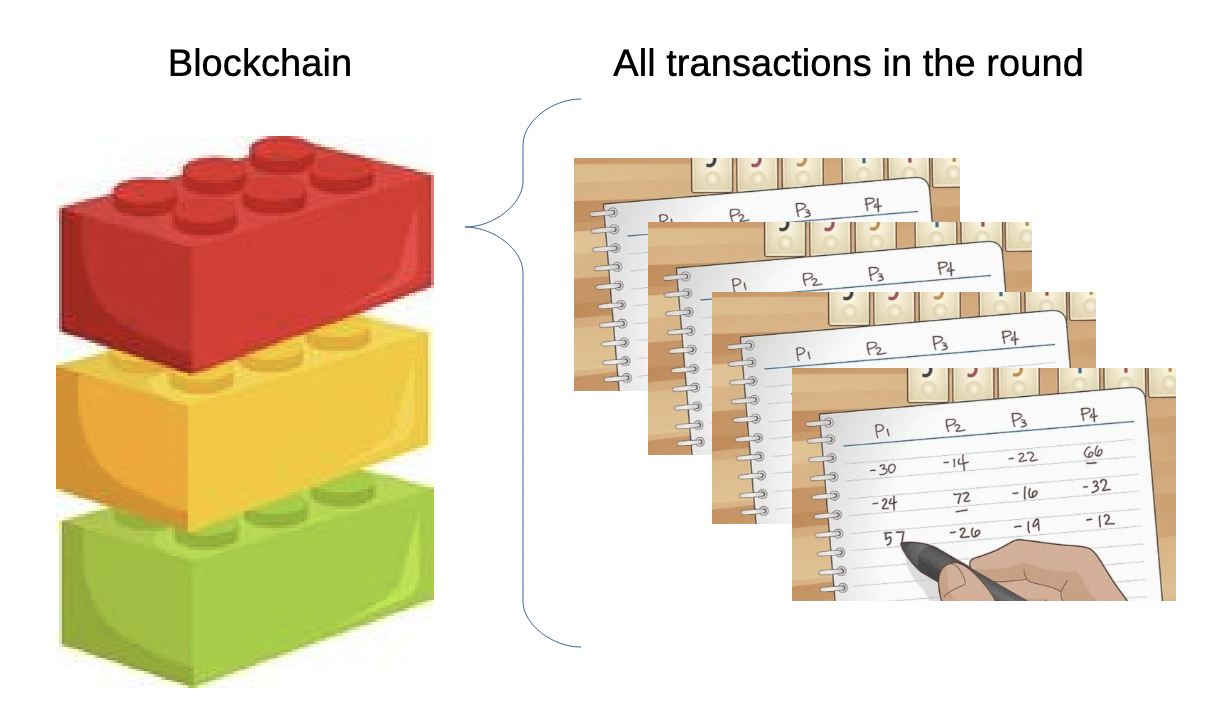 Blockchain
All transactions in the round
P1 P2 P3 P4
P1 P2 P3 P4
P1 P2 P3 P4
P1 P2 P3 P4
-30 -14 -22 66
-24 72 -16 -32
57 -26 -19 -12